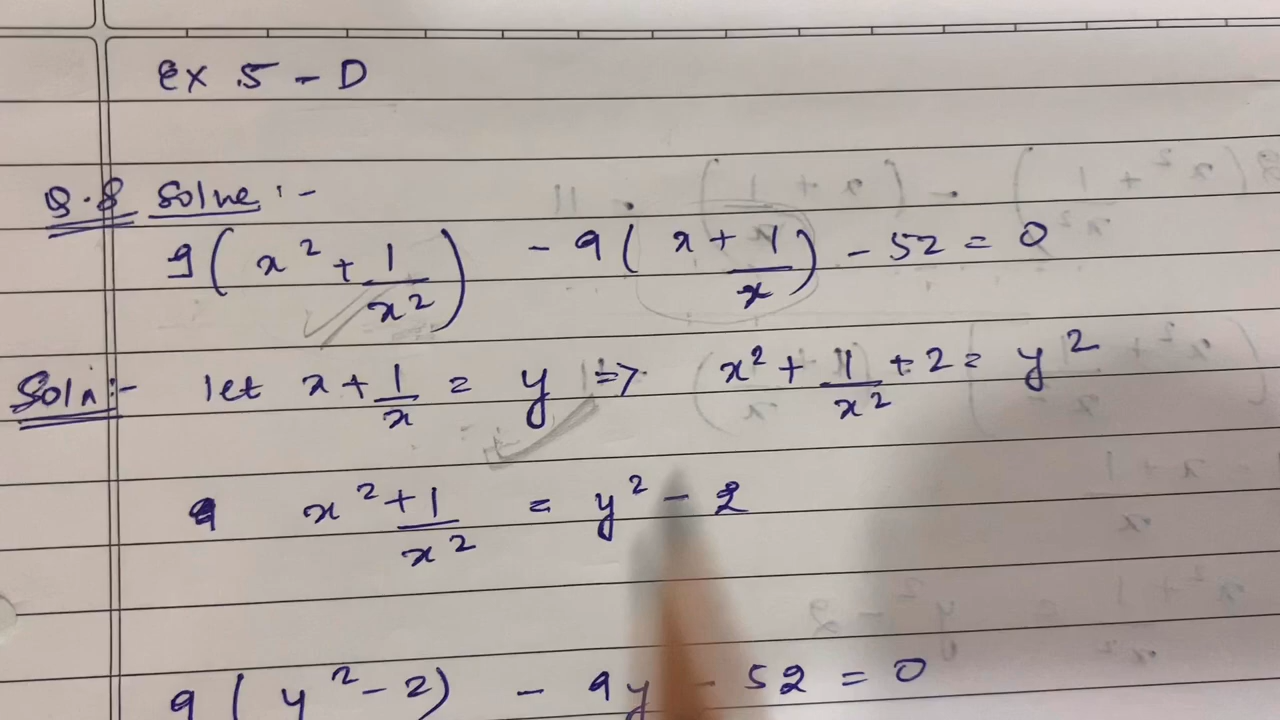 ex .5 - D
Q.8 Solve :-
9(x² + 1/x²) - 9(x + 1/x) - 52 = 0
Soln:- let x + 1/x = y => x² + 1/x² + 2 = y²
x² + 1/x² = y² - 2
9(y² - 2) - 9y - 52 = 0